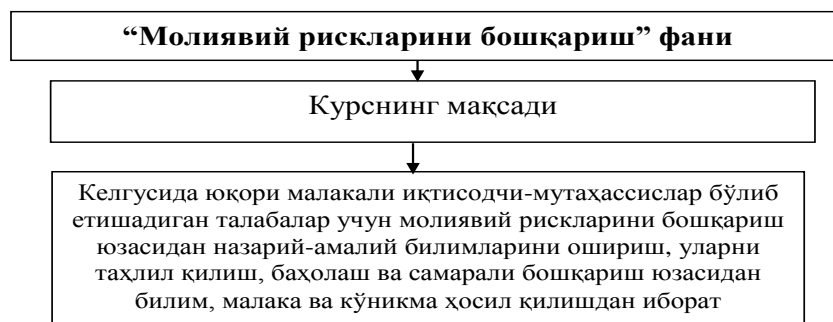 “Молиявий рискларини бошқариш” фани
Курснинг мақсади
Келгусида юқори малакали иқтисодчи-мутаҳассислар бўлиб
етишадиган талабалар учун молиявий рискларини бошқариш
юзасидан назарий-амалий билимларини ошириш, уларни
таҳлил қилиш, баҳолаш ва самарали бошқариш юзасидан
билим, малака ва кўникма ҳосил қилишдан иборат